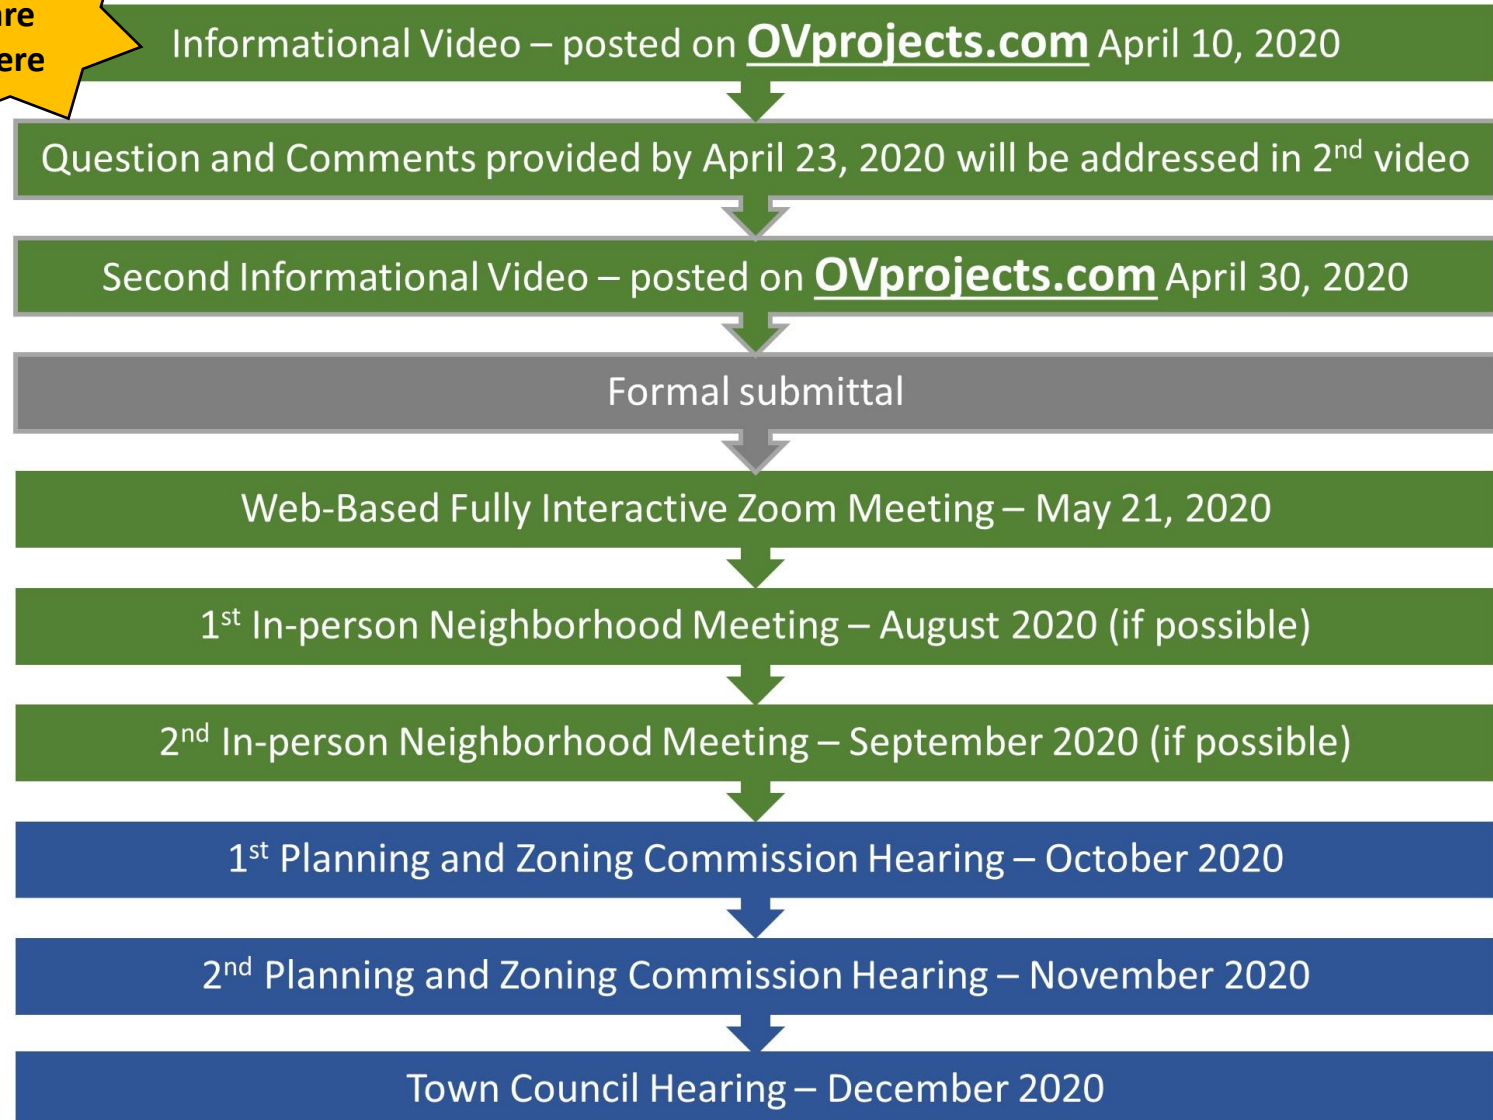 are
ere
Informational Video – posted on OVprojects.com April 10, 2020
Question and Comments provided by April 23, 2020 will be addressed in 2nd video
Second Informational Video – posted on OVprojects.com April 30, 2020
Formal submittal
Web-Based Fully Interactive Zoom Meeting – May 21, 2020
1st In-person Neighborhood Meeting – August 2020 (if possible)
2nd In-person Neighborhood Meeting – September 2020 (if possible)
1st Planning and Zoning Commission Hearing – October 2020
2nd Planning and Zoning Commission Hearing – November 2020
Town Council Hearing – December 2020